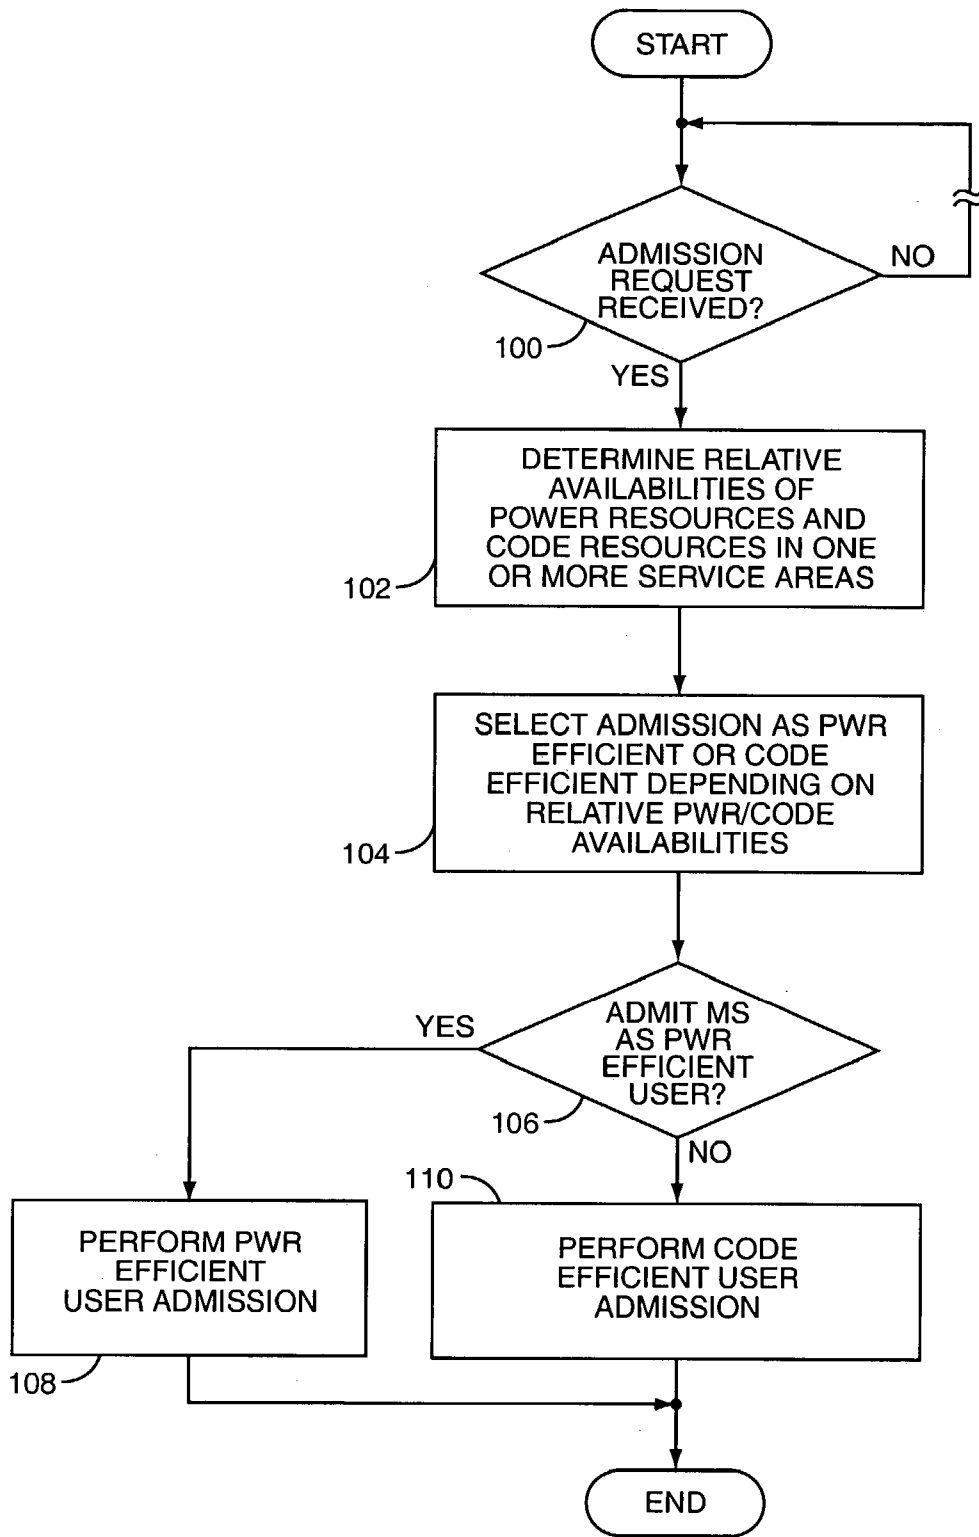 START
ADMISSION
REQUEST
RECEIVED?
NO
100
YES
DETERMINE RELATIVE
AVAILABILITIES OF
POWER RESOURCES AND
CODE RESOURCES IN ONE
OR MORE SERVICE AREAS
102
SELECT ADMISSION AS PWR
EFFICIENT OR CODE
EFFICIENT DEPENDING ON
RELATIVE PWR/CODE
AVAILABILITIES
104
ADMIT MS
AS PWR
EFFICIENT
USER?
YES
106
NO
110
PERFORM PWR
EFFICIENT
USER ADMISSION
108
PERFORM CODE
EFFICIENT USER
ADMISSION
END